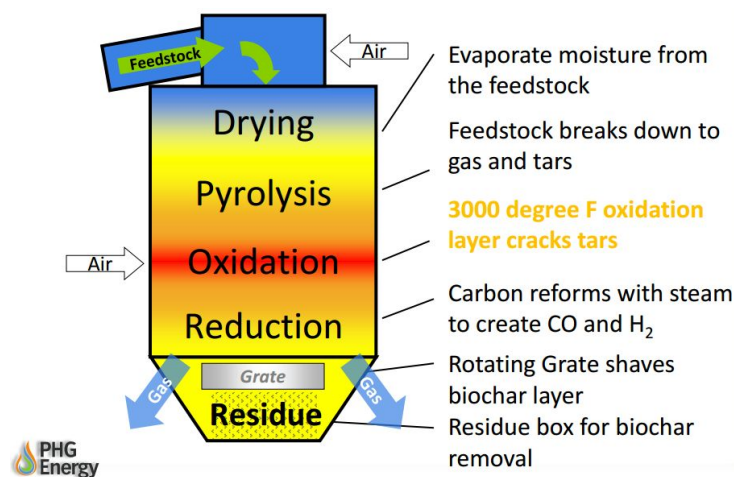 Feedstock
Air
Evaporate moisture from
the feedstock
Drying
Feedstock breaks down to
gas and tars
Pyrolysis
3000 degree F oxidation
layer cracks tars
Air
Oxidation
Carbon reforms with steam
to create CO and H₂
Reduction
Rotating Grate shaves
biochar layer
Gas
Grate
Gas
Residue
Residue box for biochar
removal
PHG
Energy